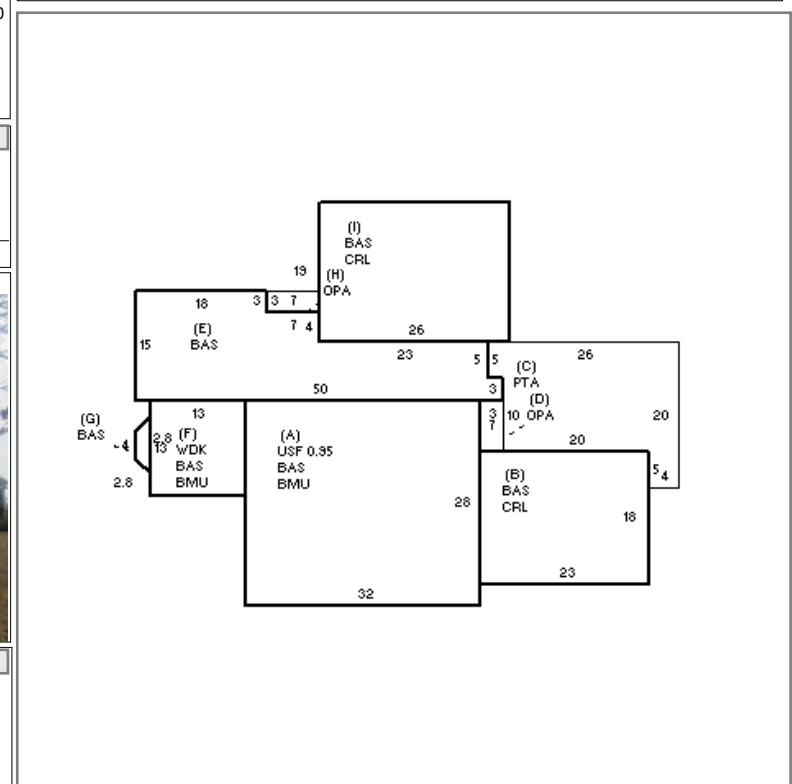 (I)
BAS
CRL
19
(H)
OPA
18
3
3
7
7
4
26
(E)
BAS
15
23
5
5
26
(C)
PTA
50
3
(D)
10
OPA
3
7
20
20
(G)
BAS
4
13
2.8
13
(F)
WDK
BAS
BMU
2.8
(A)
USF 0.95
BAS
BMU
28
(B)
BAS
CRL
5
4
18
23
32